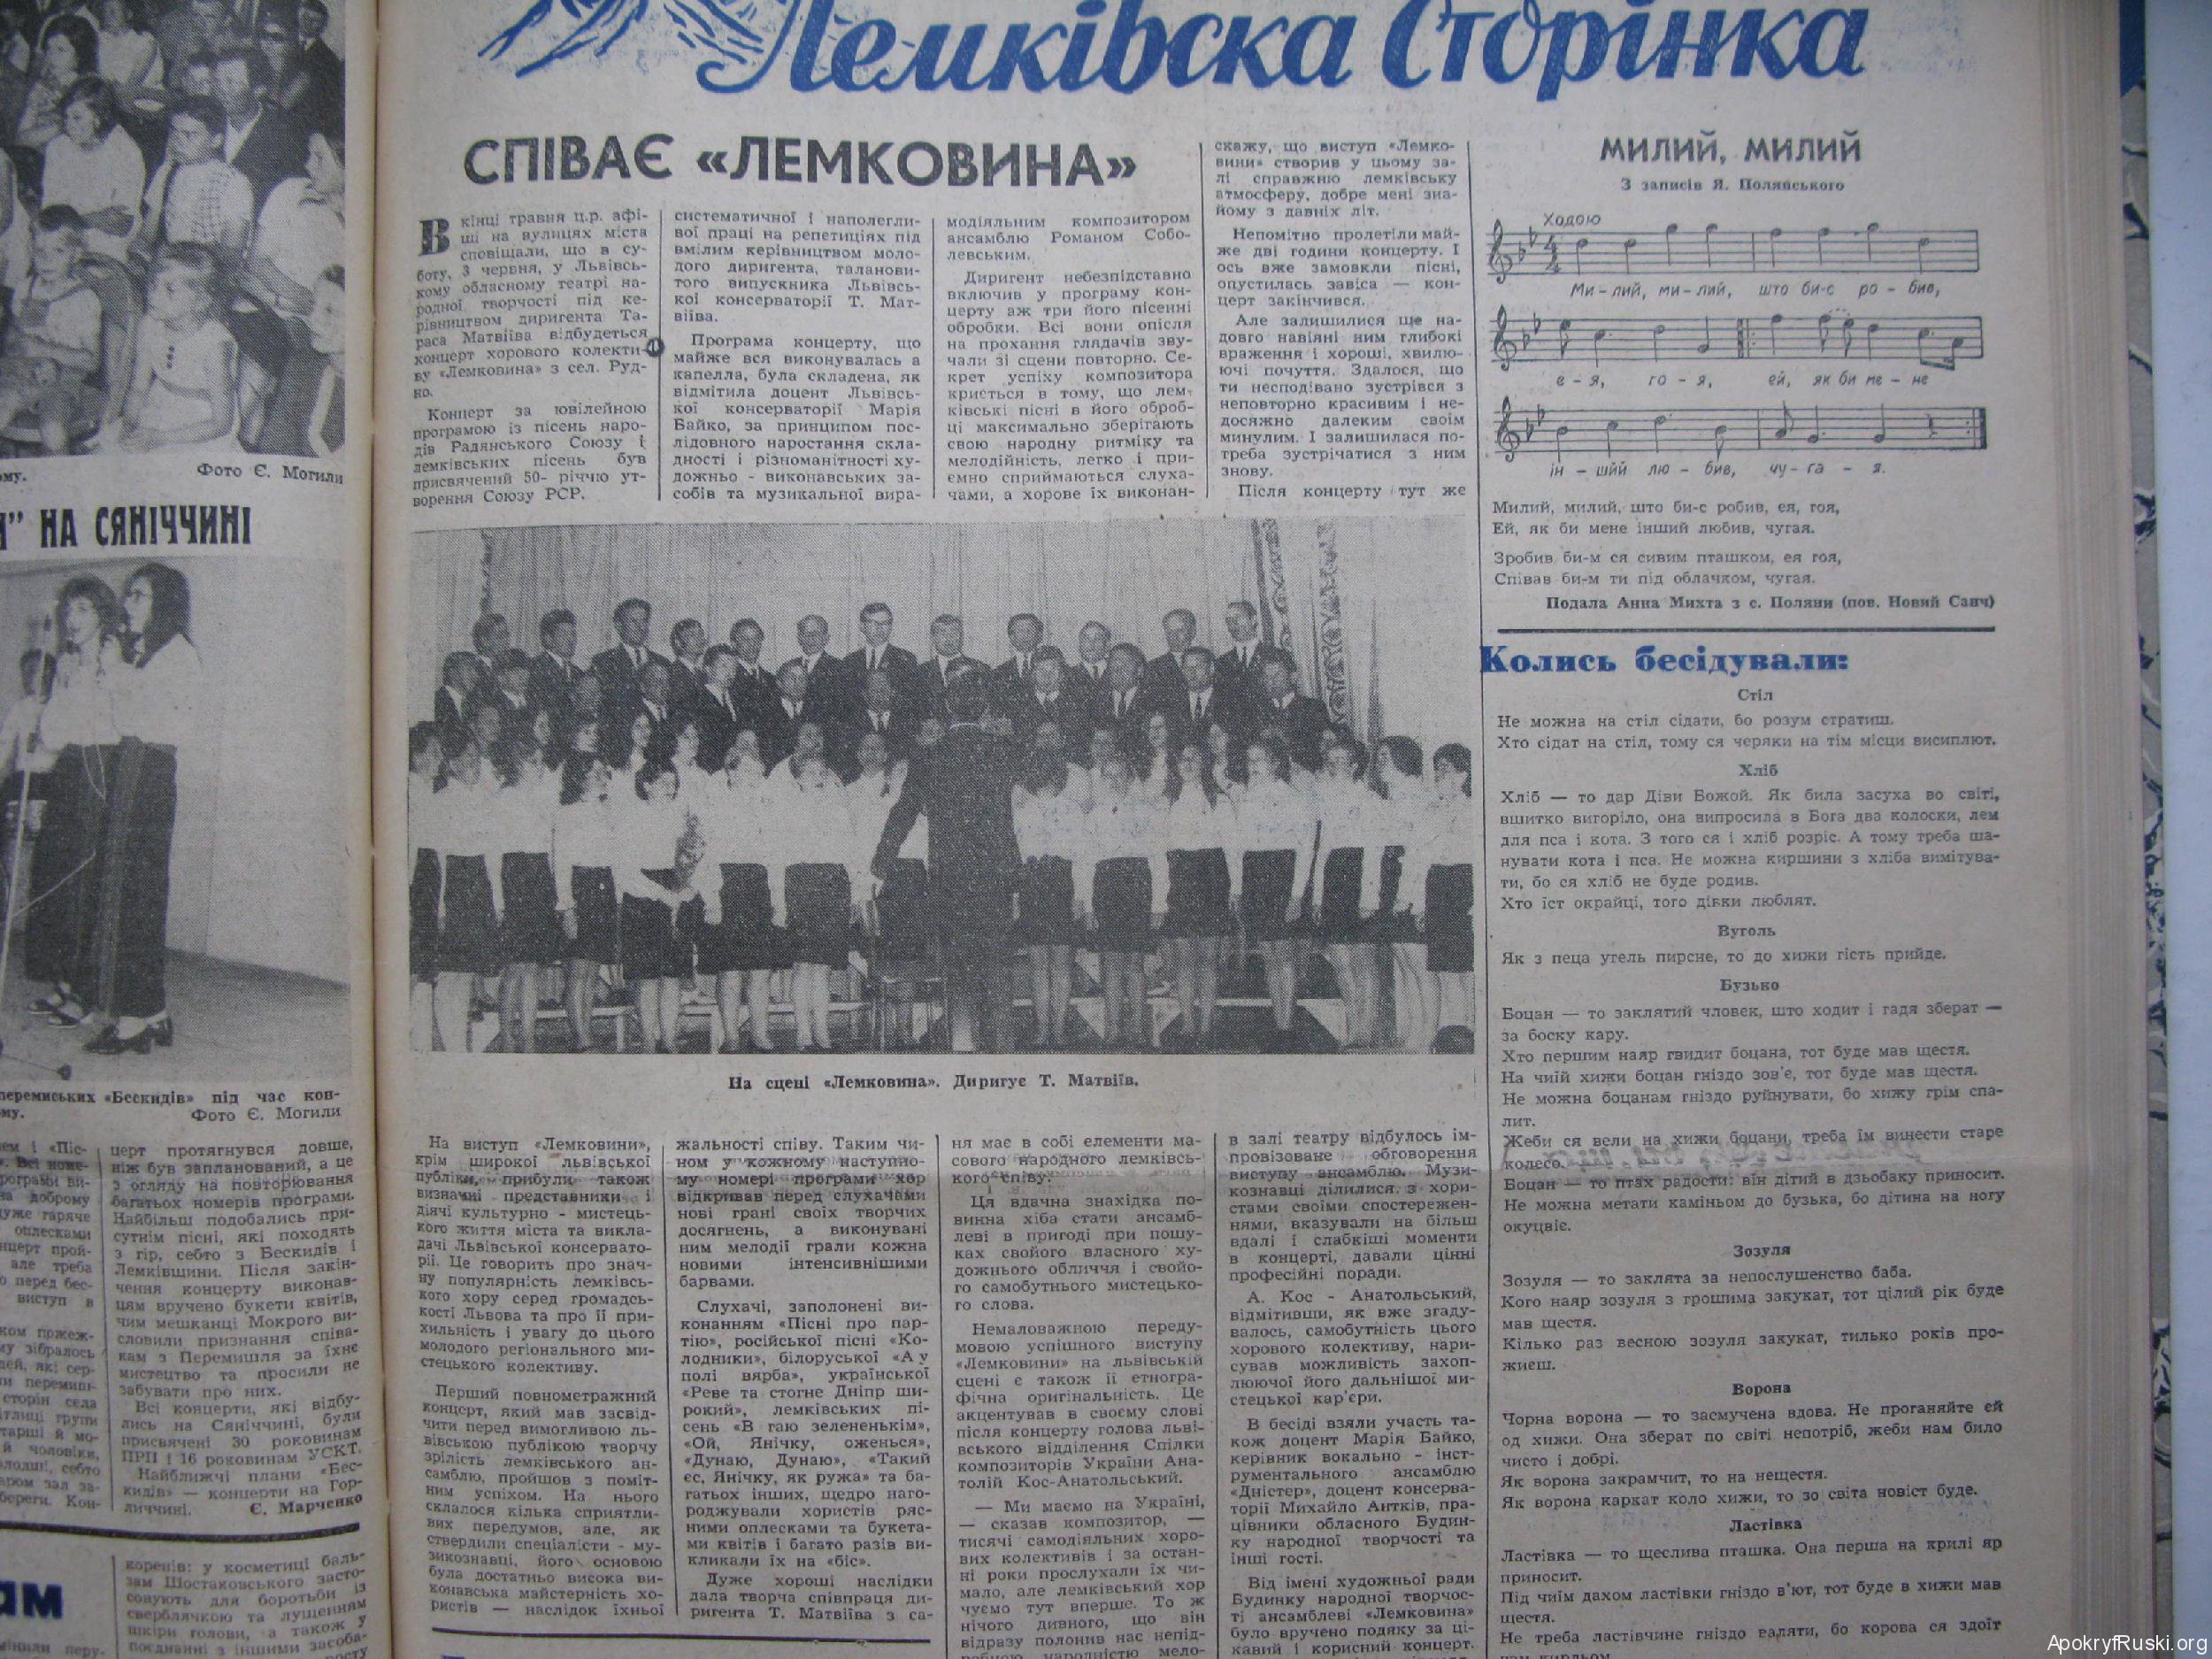 Лемківска Сторінка
СПІВАЄ «ЛЕМКОВИНА»
В кінці травня ц.р. афі-
ші на вулицях міста
сповіщали, що в су-
боту, 3 червня, у Львівсь-
кому обласному театрі на-
родної творчості під ке-
рівництвом диригента Та-
раса Матвіїва відбудеться
концерт хорового колекти-
ву «Лемковина» з сел. Руд-
но.
Концерт за ювілейною
програмою із пісень наро-
дів Радянського Союзу і
лемківських пісень був
присвячений 50- річчю ут-
ворення Союзу РСР.
систематичної і наполегли-
вої праці на репетиціях під
вмілим керівництвом моло-
дого диригента, таланови-
того випускника Львівсь-
кої консерваторії Т. Мат-
віїва.
Програма концерту, що
майже вся виконувалась а
капелла, була складена, як
відмітила доцент Львівсь-
кої консерваторії Марія
Байко, за принципом пос-
лідовного наростання скла-
дності і різноманітності ху-
дожньо - виконавських за-
собів та музикальної вира-
модіяльним композитором
ансамблю Романом Собо-
левським.
Диригент небезпідставно
включив у програму кон-
церту аж три його пісенні
обробки. Всі вони опісля
на прохання глядачів зву-
чали зі сцени повторно. Се-
крет успіху композитора
криється в тому, що лем-
ківські пісні в його оброб-
ці максимально зберігають
свою народну ритміку та
мелодійність, легко і при-
ємно сприймаються слуха-
чами, а хорове їх виконан-
скажу, що виступ «Лемко-
вини» створив у цьому за-
лі справжню лемківську
атмосферу, добре мені зна-
йому з давніх літ.
Непомітно пролетіли май-
же дві години концерту. І
ось вже замовкли пісні,
опустилась завіса — кон-
церт закінчився.
Але залишилися ще на-
довго навіяні ним глибокі
враження і хороші, хвилю-
ючі почуття. Здалося, що
ти несподівано зустрівся з
неповторно красивим і не-
досяжно далеким своїм
минулим. І залишилася по-
треба зустрічатися з ним
знову.
Після концерту тут же
На сцені «Лемковина». Диригує Т. Матвіїв.
На виступ «Лемковини»,
крім широкої львівської
публіки, прибули також
визначні представники і
діячі культурно - мистець-
кого життя міста та викла-
дачі Львівської консервато-
рії. Це говорить про знач-
ну популярність лемківсь-
кого хору серед громадсь-
кості Львова та про її при-
хильність і увагу до цього
молодого регіонального ми-
стецького колективу.
Перший повнометражний
концерт, який мав засвід-
чити перед вимогливою ль-
вівською публікою творчу
зрілість лемківського ан-
самблю, пройшов з поміт-
ним успіхом. На нього
склалося кілька сприятли-
вих передумов, але, як
ствердили спеціалісти - му-
зикознавці, його основою
була достатньо висока ви-
конавська майстерність хо-
ристів — наслідок їхньої
жальності співу. Таким чи-
ном у кожному наступно-
му номері програми хор
відкривав перед слухачами
нові грані своїх творчих
досягнень, а виконувані
ним мелодії грали кожна
новими інтенсивнішими
барвами.
Слухачі, заполонені ви-
конанням «Пісні про пар-
тію», російської пісні «Ко-
лодники», білоруської «А у
полі вярба», української
«Реве та стогне Дніпр ши-
рокий», лемківських пі-
сень «В гаю зелененькім»,
«Ой, Янічку, оженься»,
«Дунаю, Дунаю», «Такий
єс, Янічку, як ружа» та ба-
гатьох інших, щедро наго-
роджували хористів ряс-
ними оплесками та букета-
ми квітів і багато разів ви-
кликали їх на «біс».
Дуже хороші наслідки
дала творча співпраця ди-
ригента Т. Матвіїва з са-
ня має в собі елементи ма-
сового народного лемківсь-
кого співу.
Ця вдачна знахідка по-
винна хіба стати ансамб-
леві в пригоді при пошу-
ках свойого власного ху-
дожнього обличчя і свойо-
го самобутнього мистецько-
го слова.
Немаловажною переду-
мовою успішного виступу
«Лемковини» на львівській
сцені є також її етногра-
фічна оригінальність. Це
акцентував в своєму слові
після концерту голова льві-
вського відділення Спілки
композиторів України Ана-
толій Кос-Анатольський.
— Ми маємо на Україні,
— сказав композитор, —
тисячі самодіяльних хоро-
вих колективів і за остан-
ні роки прослухали їх чи-
мало, але лемківський хор
чуємо тут вперше. То ж
нічого дивного, що він
відразу полонив нас непід-
робною народністю мело-
в залі театру відбулось ім-
провізоване обговорення
виступу ансамблю. Музи-
кознавці ділилися з хори-
стами своїми спостережен-
нями, вказували на більш
вдалі і слабкіші моменти
в концерті, давали цінні
професійні поради.
А. Кос - Анатольський,
відмітивши, як вже згаду-
валось, самобутність цього
хорового колективу, нари-
сував можливість захоп-
люючої його дальнішої ми-
стецької кар'єри.
В бесіді взяли участь та-
кож доцент Марія Байко,
керівник вокально - інст-
рументального ансамблю
«Дністер», доцент консерва-
торії Михайло Антків, пра-
цівники обласного Будин-
ку народної творчості та
інші гості.
Від імені художньої ради
Будинку народної творчос-
ті ансамблеві «Лемковина»
було вручено подяку за ці-
кавий і корисний концерт.
МИЛИЙ, МИЛИЙ
З записів Я. Полянського
Ходою
Ми – лий, ми – лий, што би-с ро – бив,
е – я, го – я, ей, як би ме – не
ін – ший лю – бив, чу – га – я.
Милий, милий, што би-с робив, ея, гоя,
Ей, як би мене інший любив, чугая.
Зробив би-м ся сивим пташком, ея гоя,
Співав би-м ти під облачком, чугая.
Подала Анна Михта з с. Поляни (пов. Новий Санч)
Колись бесідували:
Стіл
Не можна на стіл сідати, бо розум стратиш.
Хто сідат на стіл, тому ся черяки на тім місци висиплют.
Хліб
Хліб — то дар Діви Божой. Як била засуха во світі,
вшитко вигоріло, она випросила в Бога два колоски, лем
для пса і кота. З того ся і хліб розріс. А тому треба ша-
нувати кота і пса. Не можна киршини з хліба вимітува-
ти, бо ся хліб не буде родив.
Хто їст окрайці, того дівки люблят.
Вуголь
Як з пеца угель пирсне, то до хижи гість прийде.
Бузько
Боцан — то заклятий чловек, што ходит і гадя зберат —
за боску кару.
Хто першим наяр гвидит боцана, тот буде мав щестя.
На чиїй хижи боцан гніздо зов'є, тот буде мав щестя.
Не можна боцанам гніздо руйнувати, бо хижу грім спа-
лит.
Жеби ся вели на хижи боцани, треба їм винести старе
колесо.
Боцан — то птах радости: він дітий в дзьобаку приносит.
Не можна метати каміньом до бузька, бо дітина на ногу
окуцвіє.
Зозуля
Зозуля — то заклята за непослушенство баба.
Кого наяр зозуля з грошима закукат, тот цілий рік буде
мав щестя.
Кілько раз весною зозуля закукат, тилько років про-
жиєш.
Ворона
Чорна ворона — то засмучена вдова. Не проганяйте єй
од хижи. Она зберат по світі непотріб, жеби нам било
чисто і добрі.
Як ворона закрамчит, то на нещестя.
Як ворона каркат коло хижи, то зо світа новіст буде.
Ластівка
Ластівка — то щеслива пташка. Она перша на крилі яр
приносит.
Під чиїм дахом ластівки гніздо в'ют, тот буде в хижи мав
щестя.
Не треба ластівчине гніздо валяти, бо корова ся здоїт
Фото Є. Могили
НА СЯНІЧЧИНІ
перемиських «Бескидів» під час кон-
Фото Є. Могили
церт протягнувся довше,
ніж був запланований, а це
з огляду на повторювання
багатьох номерів програми.
Найбільш подобались при-
сутнім пісні, які походять
з гір, себто з Бескидів і
Лемківщини. Після закін-
чення концерту виконав-
цям вручено букети квітів,
чим мешканці Мокрого ви-
словили признання співа-
кам з Перемишля за їхнє
мистецтво та просили не
забувати про них.
Всі концерти, які відбу-
лись на Сяніччині, були
присвячені 30 роковинам
ПРП і 16 роковинам УСКТ.
Найближчі плани «Бес-
кидів» — концерти на Гор-
личчині.
Є. Марченко
коренів: у косметиці баль-
зам Шостаковського засто-
совують для боротьби із
сверблячкою та лущенням
шкіри голови, а також у
поєднанні з іншими засоба-
ApokryfRuski.org